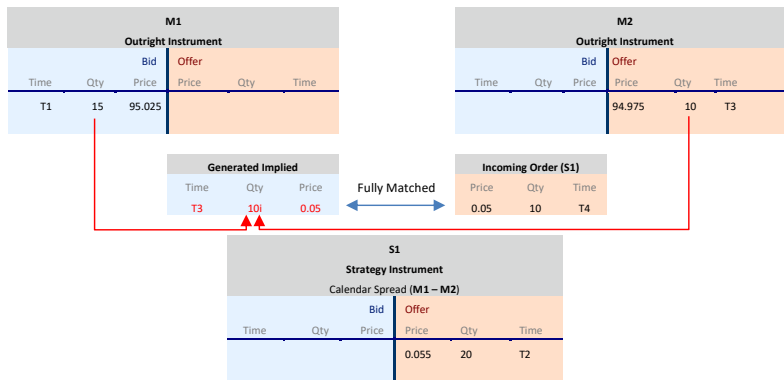 M1
Outright Instrument
Bid Offer
Time Qty Price Price Qty Time
T1 15 95.025
M2
Outright Instrument
Bid Offer
Time Qty Price Price Qty Time
94.975 10 T3
Generated Implied
Time Qty Price
T3 10i 0.05
Fully Matched
Incoming Order (S1)
Price Qty Time
0.05 10 T4
S1
Strategy Instrument
Calendar Spread (M1 – M2)
Bid Offer
Time Qty Price Price Qty Time
0.055 20 T2